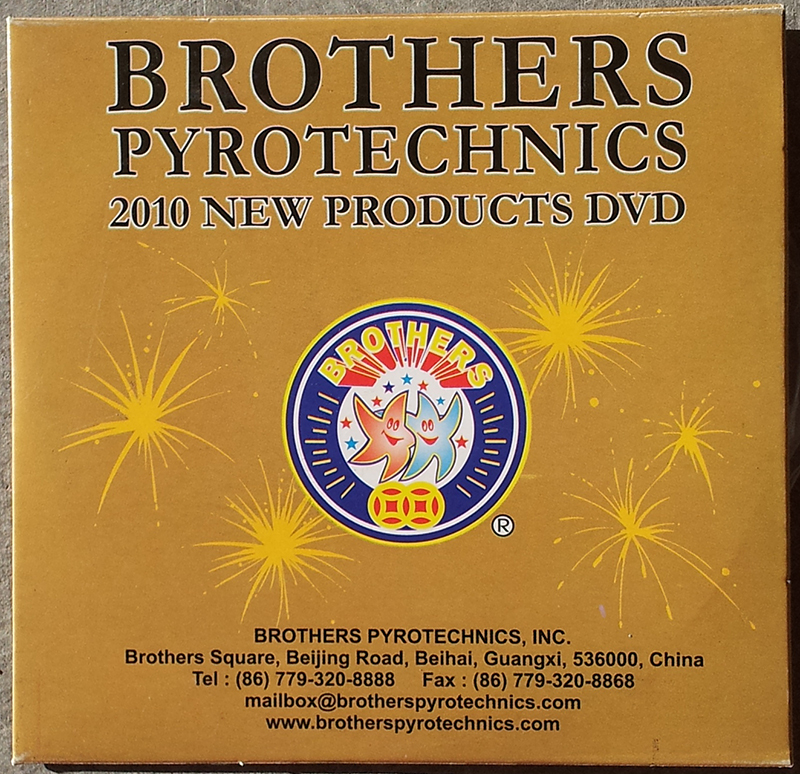 BROTHERS
PYROTECHNICS
2010 NEW PRODUCTS DVD
BROTHERS
®
BROTHERS PYROTECHNICS, INC.
Brothers Square, Beijing Road, Beihai, Guangxi, 536000, China
Tel : (86) 779-320-8888 Fax : (86) 779-320-8868
mailbox@brotherspyrotechnics.com
www.brotherspyrotechnics.com